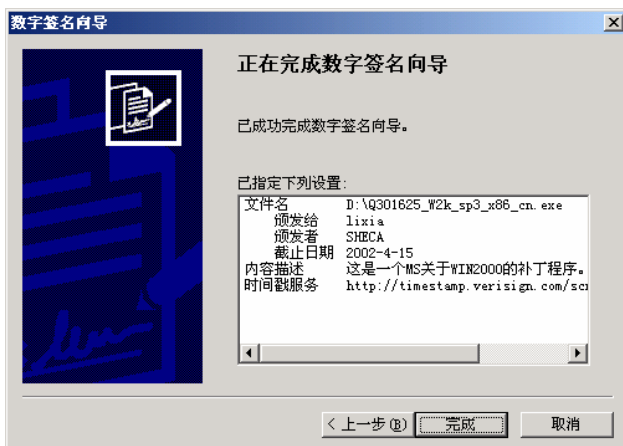 数字签名向导
正在完成数字签名向导
已成功完成数字签名向导。
已指定下列设置:
文件名 D:\Q301625_W2k_sp3_x86_cn.exe
颁发给 lixia
颁发者 SHECA
截止日期 2002-4-15
内容描述 这是一个MS关于WIN2000的补丁程序。
时间戳服务 http://timestamp.verisign.com/scr
< 上一步(B) 完成 取消